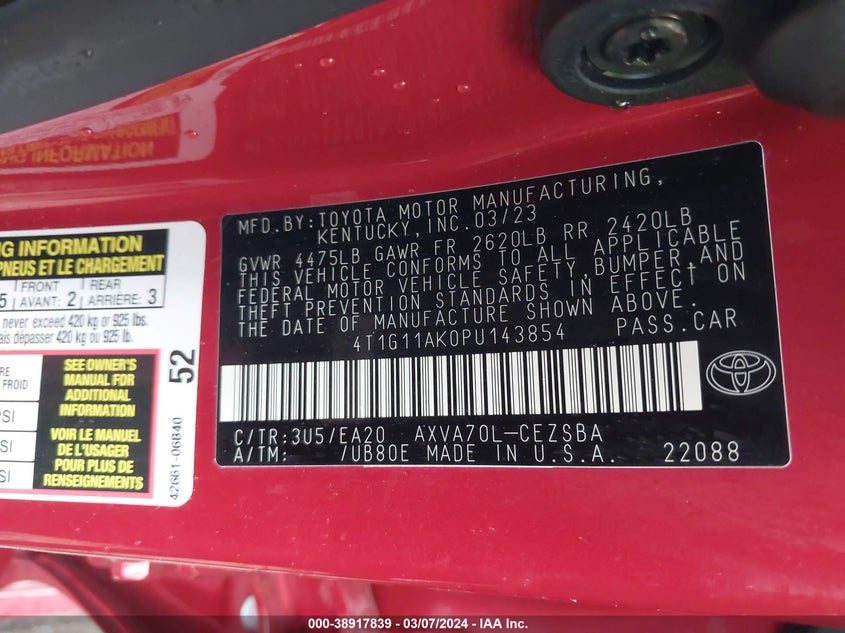 MFD.BY:TOYOTA MOTOR MANUFACTURING,
KENTUCKY,INC.03/23
GVWR 4475LB GAWR FR 2620LB RR 2420LB
THIS VEHICLE CONFORMS TO ALL APPLICABLE
FEDERAL MOTOR VEHICLE SAFETY,BUMPER,AND
THEFT PREVENTION STANDARDS IN EFFECT ON
THE DATE OF MANUFACTURE SHOWN ABOVE.
4T1G11AK0PU143854 PASS.CAR
C/TR:3U5/EA20 AXVA70L-CEZSBA
A/TM: /UB80E MADE IN U.S.A. 22088
INFORMATION
PNEUS ET LE CHARGEMENT
5 FRONT REAR
AVANT: 2 ARRIÈRE: 3
never exceed 420 kg or 925 lbs.
dépasser 420 kg ou 925 lb.
FROID
SEE OWNER'S
MANUAL FOR
ADDITIONAL
INFORMATION
VOIR LE MANUEL
DE L'USAGER
POUR PLUS DE
RENSEIGNEMENTS
52
42661-06B40
000-38917839 / 03/07/2024 - IAA Inc.